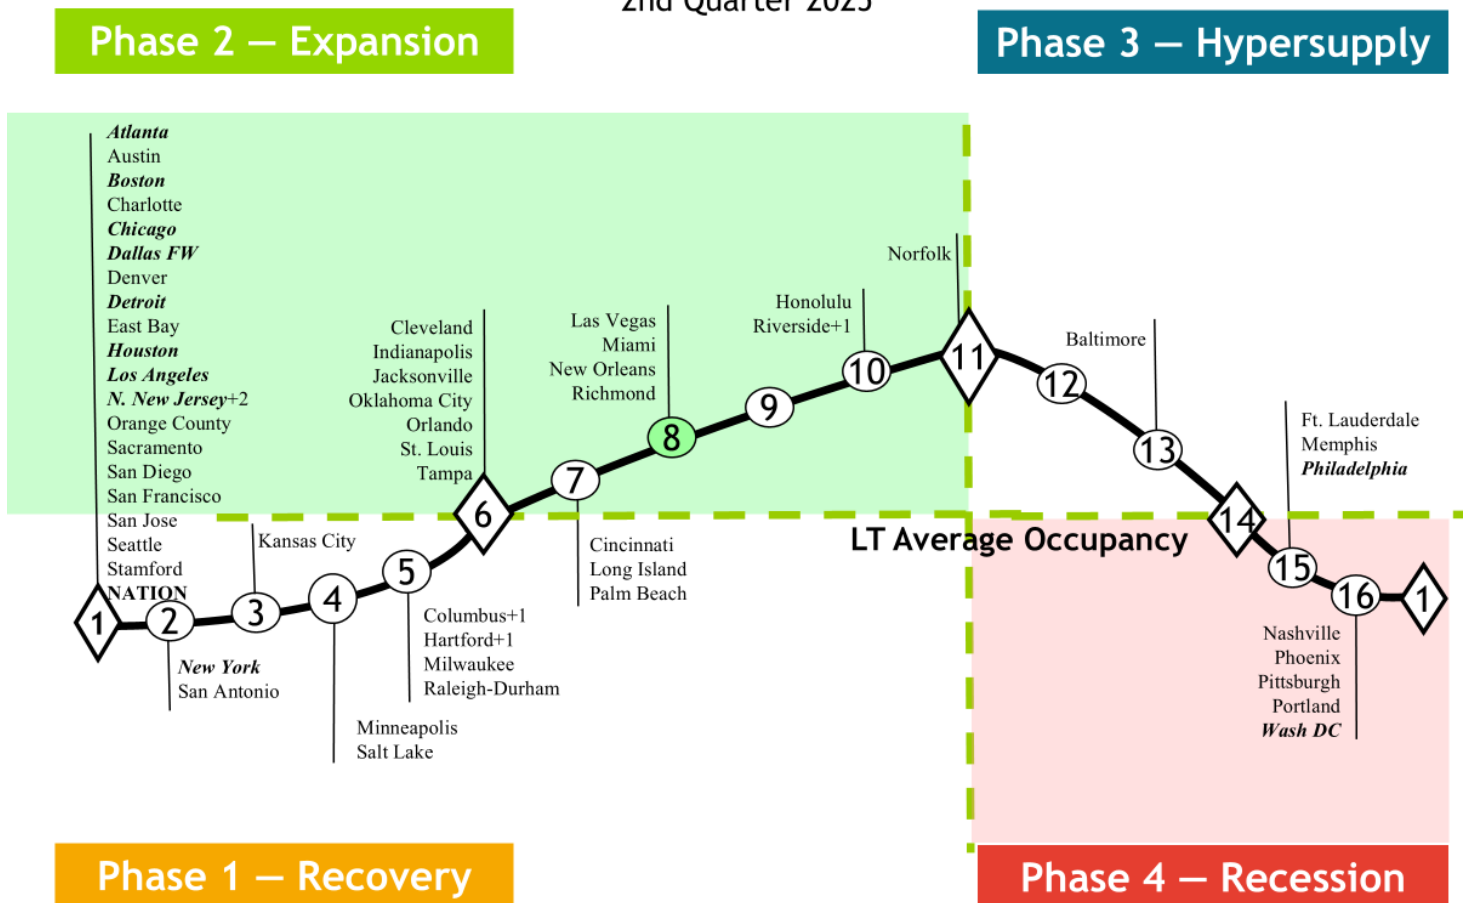 2nd Quarter 2025
Phase 2 — Expansion
Phase 3 — Hypersupply
Atlanta
Austin
Boston
Charlotte
Chicago
Dallas FW
Denver
Detroit
East Bay
Houston
Los Angeles
N. New Jersey+2
Orange County
Sacramento
San Diego
San Francisco
San Jose
Seattle
Stamford
NATION
1
2
New York
San Antonio
Kansas City
3
4
Minneapolis
Salt Lake
5
Columbus+1
Hartford+1
Milwaukee
Raleigh-Durham
Cleveland
Indianapolis
Jacksonville
Oklahoma City
Orlando
St. Louis
Tampa
6
7
Cincinnati
Long Island
Palm Beach
Las Vegas
Miami
New Orleans
Richmond
8
9
Honolulu
Riverside+1
10
Norfolk
11
12
Baltimore
13
LT Average Occupancy
14
Ft. Lauderdale
Memphis
Philadelphia
15
16
Nashville
Phoenix
Pittsburgh
Portland
Wash DC
1
Phase 1 — Recovery
Phase 4 — Recession